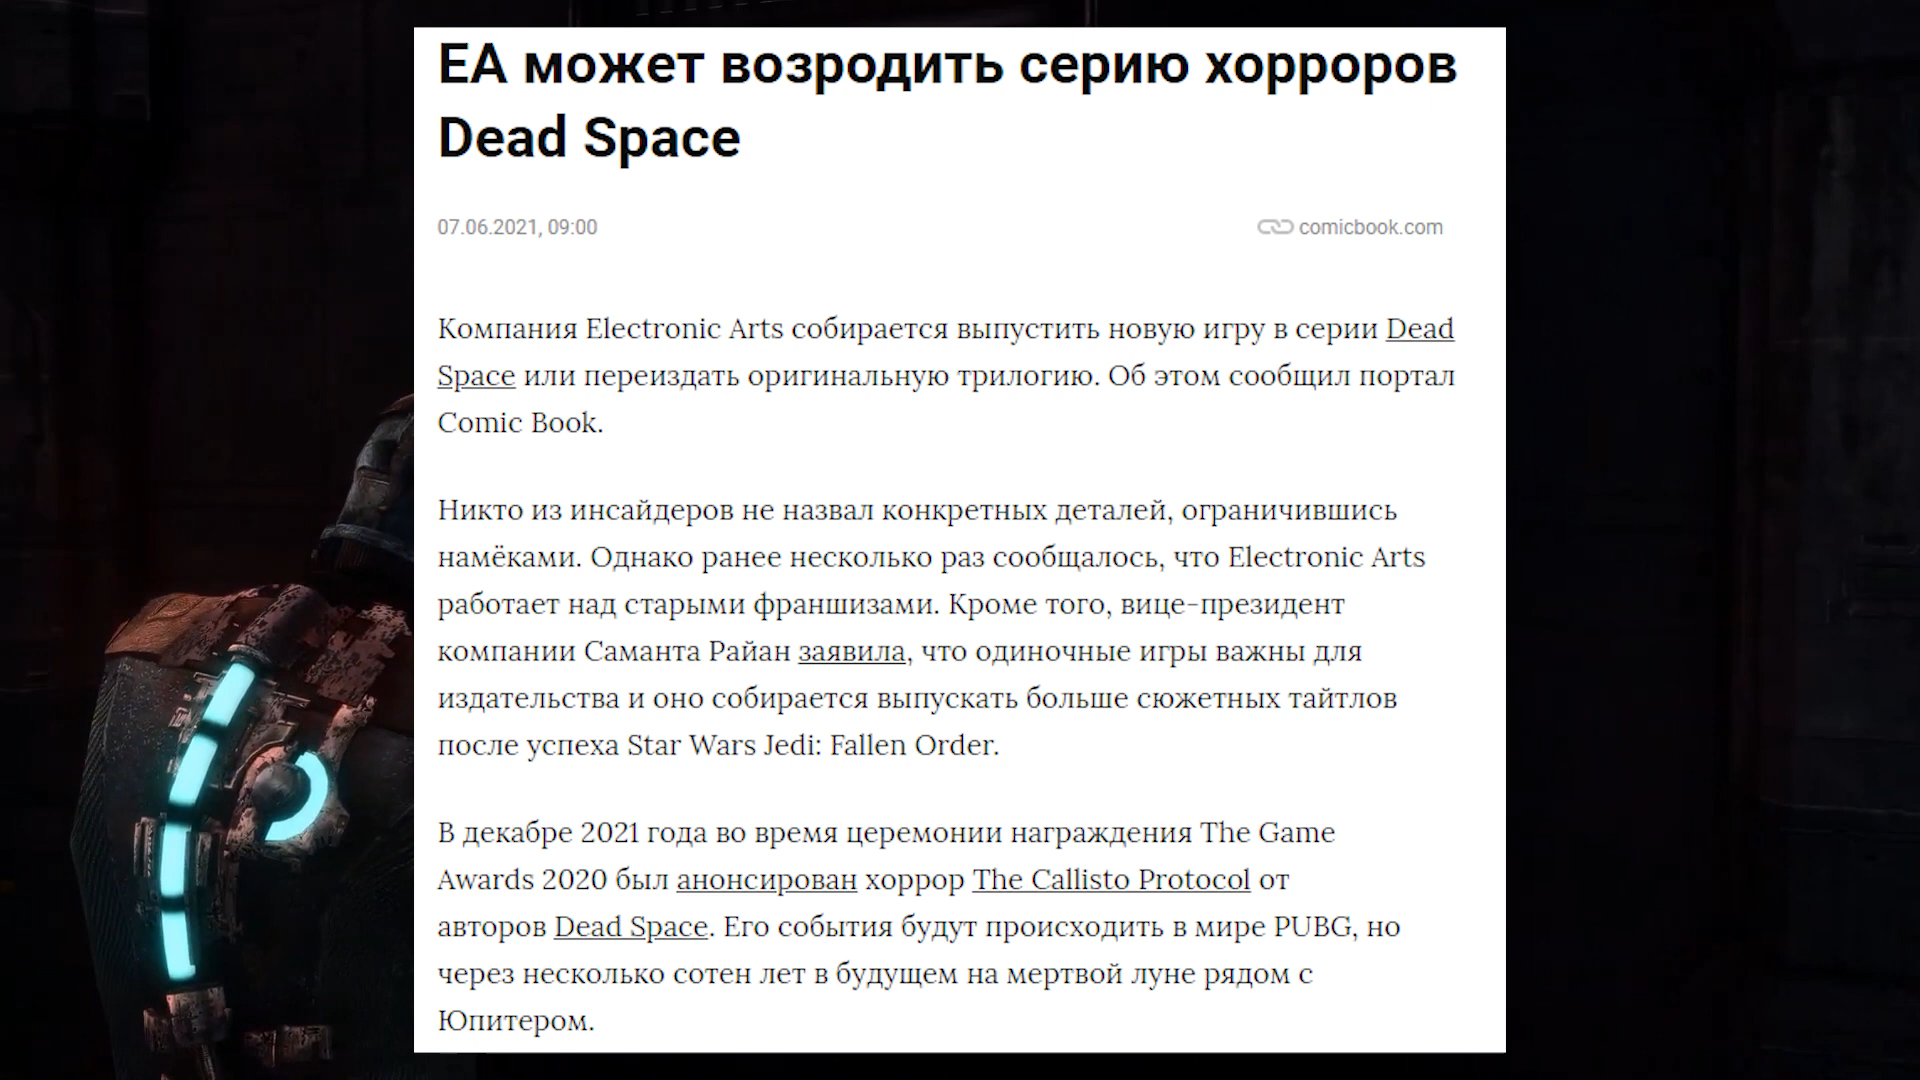 EA может возродить серию хорроров
Dead Space
07.06.2021, 09:00
comicbook.com
Компания Electronic Arts собирается выпустить новую игру в серии Dead
Space или переиздать оригинальную трилогию. Об этом сообщил портал
Comic Book.
Никто из инсайдеров не назвал конкретных деталей, ограничившись
намёками. Однако ранее несколько раз сообщалось, что Electronic Arts
работает над старыми франшизами. Кроме того, вице-президент
компании Саманта Райан заявила, что одиночные игры важны для
издательства и оно собирается выпускать больше сюжетных тайтлов
после успеха Star Wars Jedi: Fallen Order.
В декабре 2021 года во время церемонии награждения The Game
Awards 2020 был анонсирован хоррор The Callisto Protocol от
авторов Dead Space. Его события будут происходить в мире PUBG, но
через несколько сотен лет в будущем на мертвой луне рядом с
Юпитером.